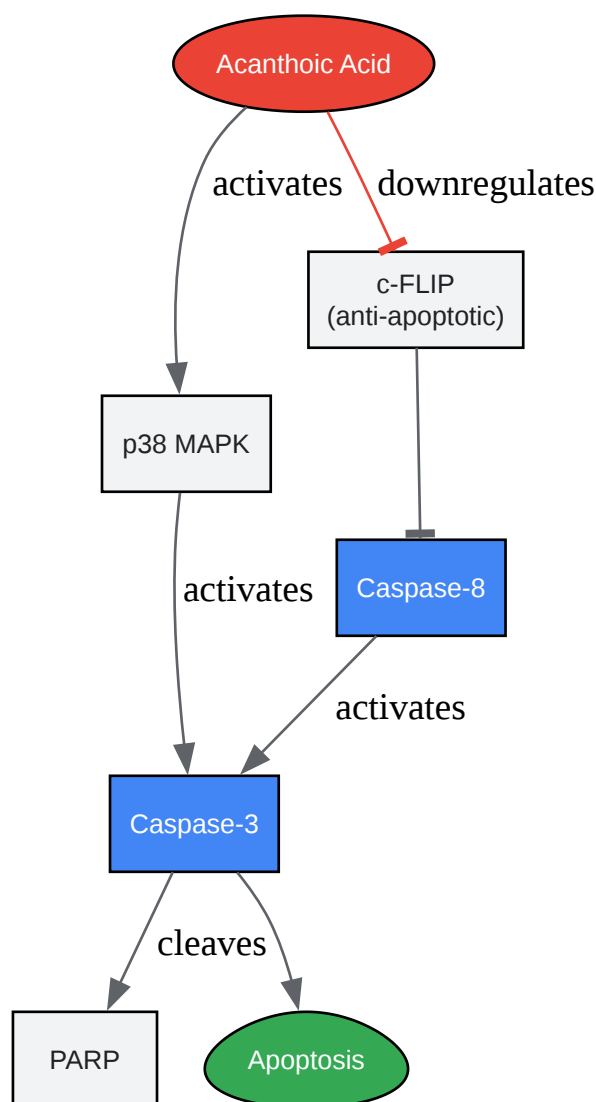 Acanthoic Acid
activates
downregulates
c-FLIP
(anti-apoptotic)
p38 MAPK
activates
Caspase-8
activates
Caspase-3
cleaves
PARP
Apoptosis